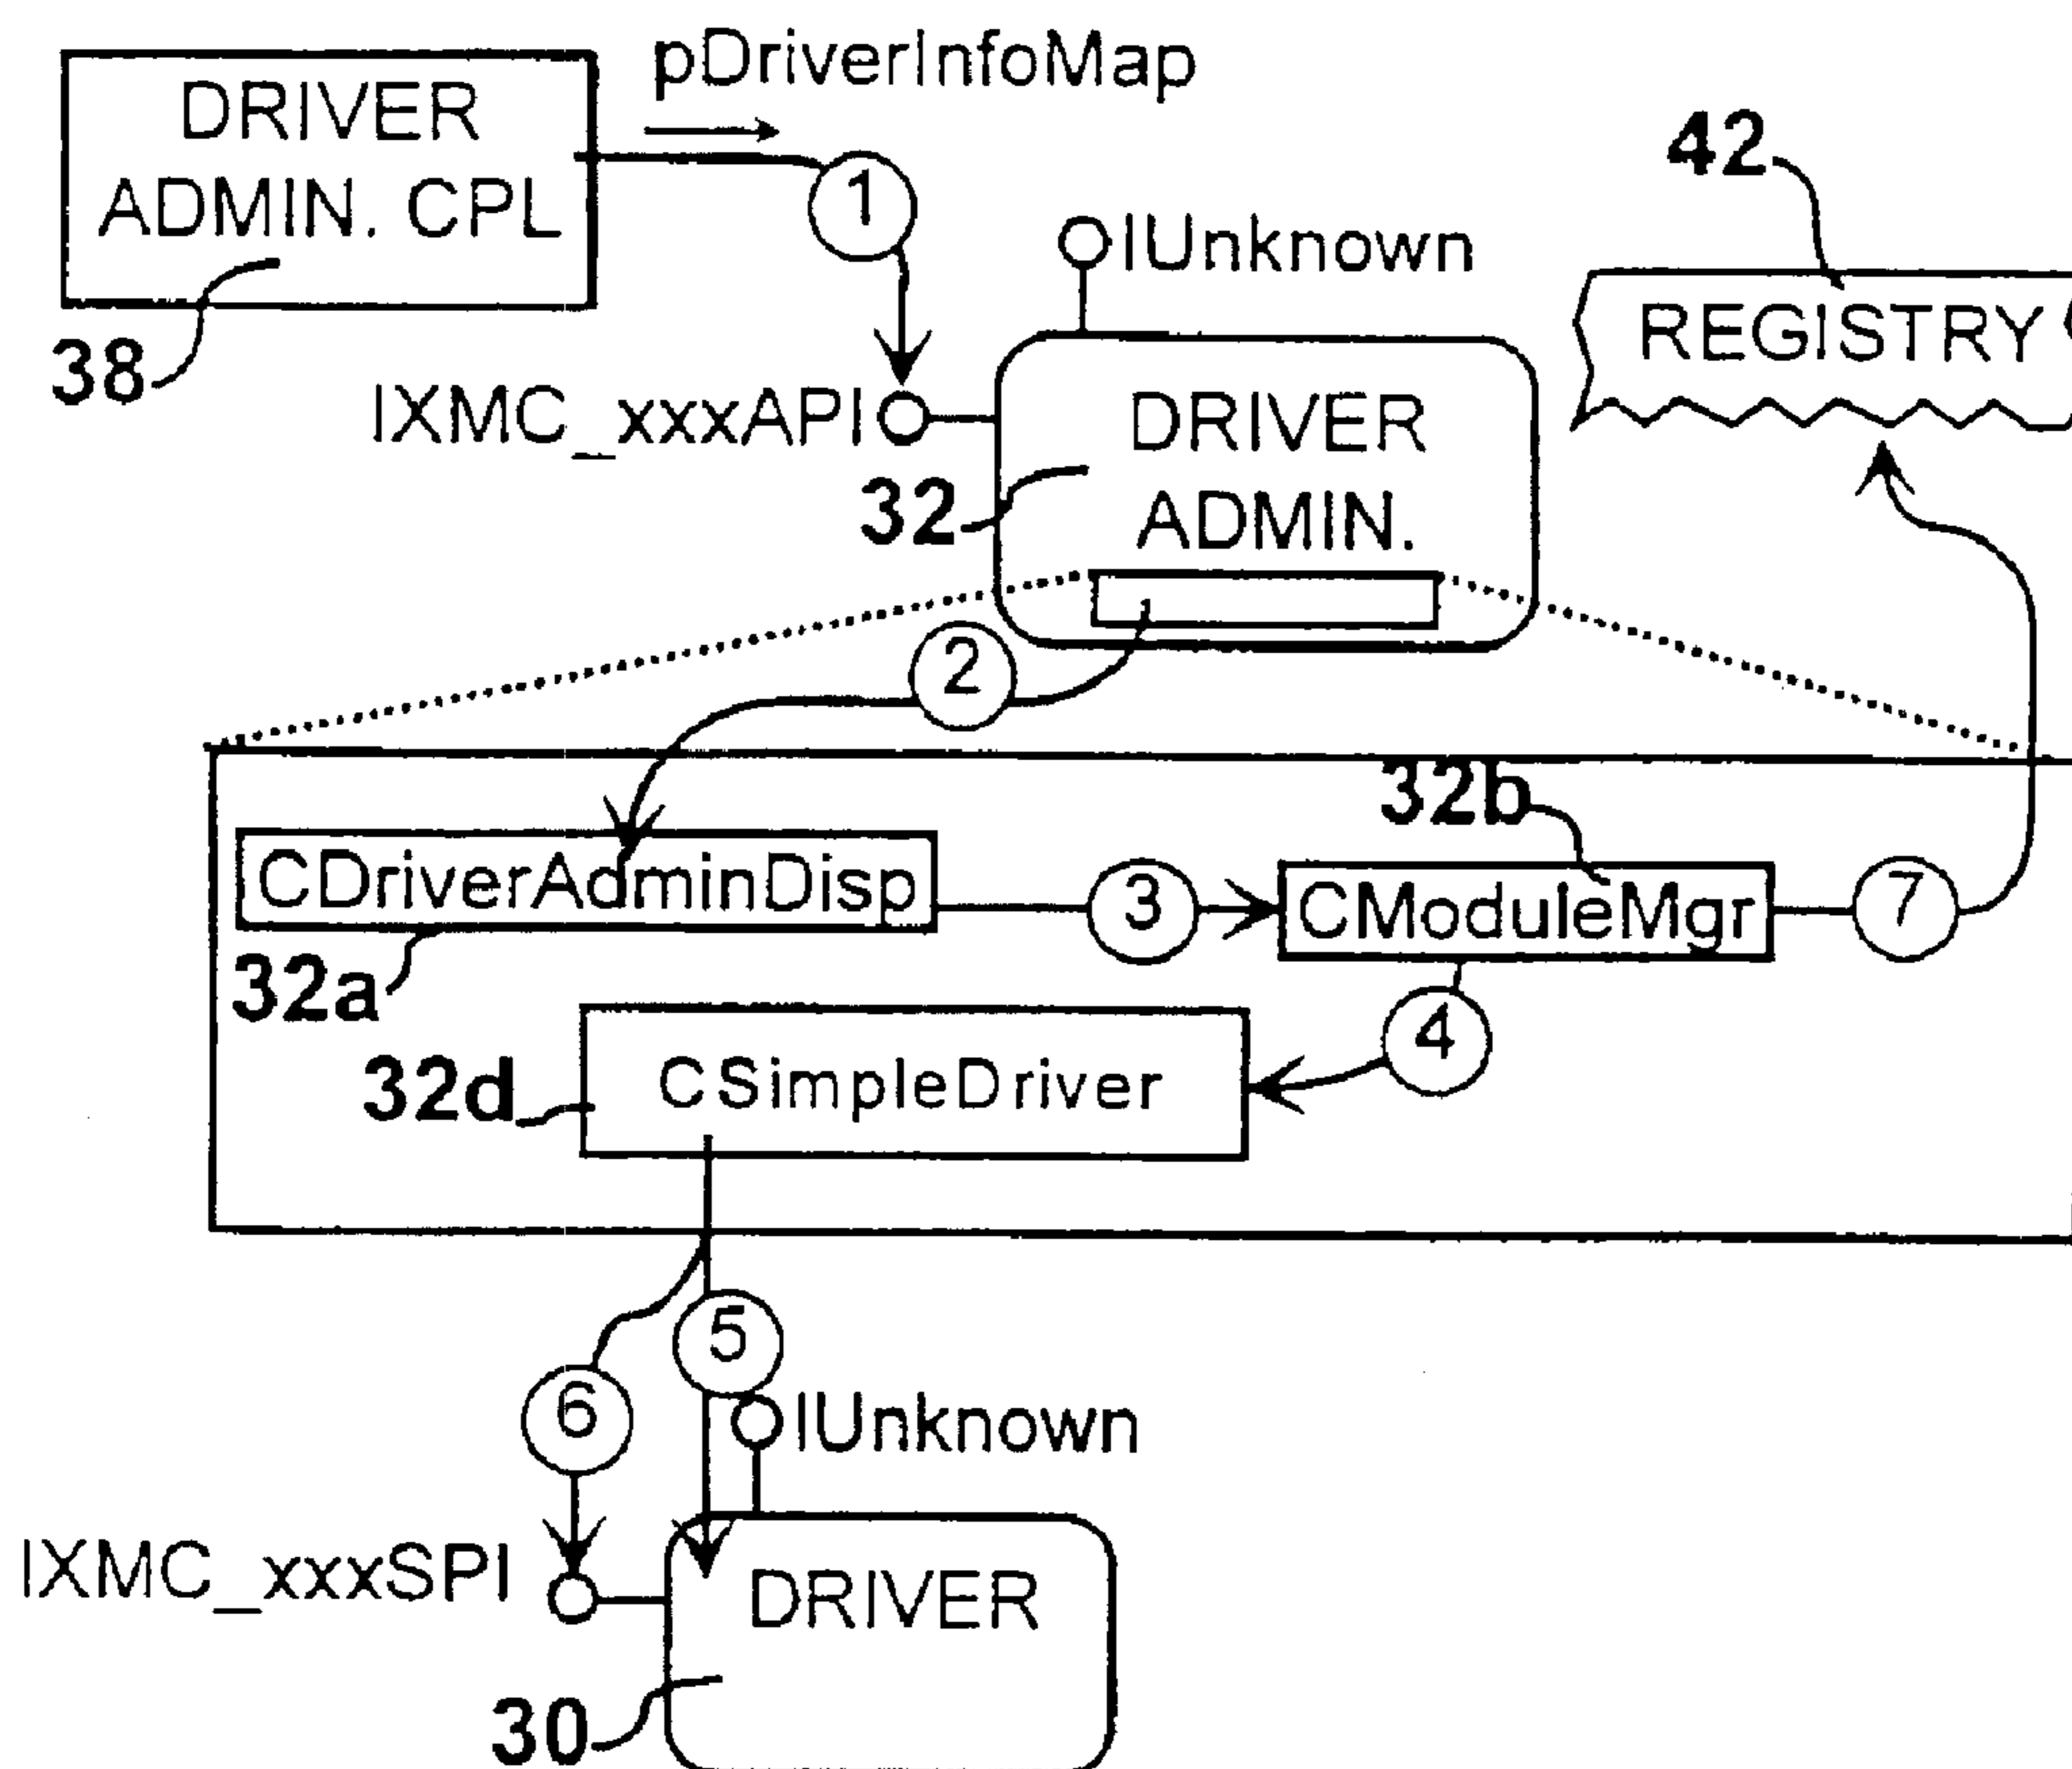 pDriverInfoMap
DRIVER
ADMIN. CPL
38
1
IUnknown
42
REGISTRY
IXMC_xxxAPI
32
DRIVER
ADMIN.
2
32b
CDriverAdminDisp
3
CModuleMgr
7
32a
4
32d
CSimpleDriver
5
6
IUnknown
IXMC_xxxSPI
DRIVER
30